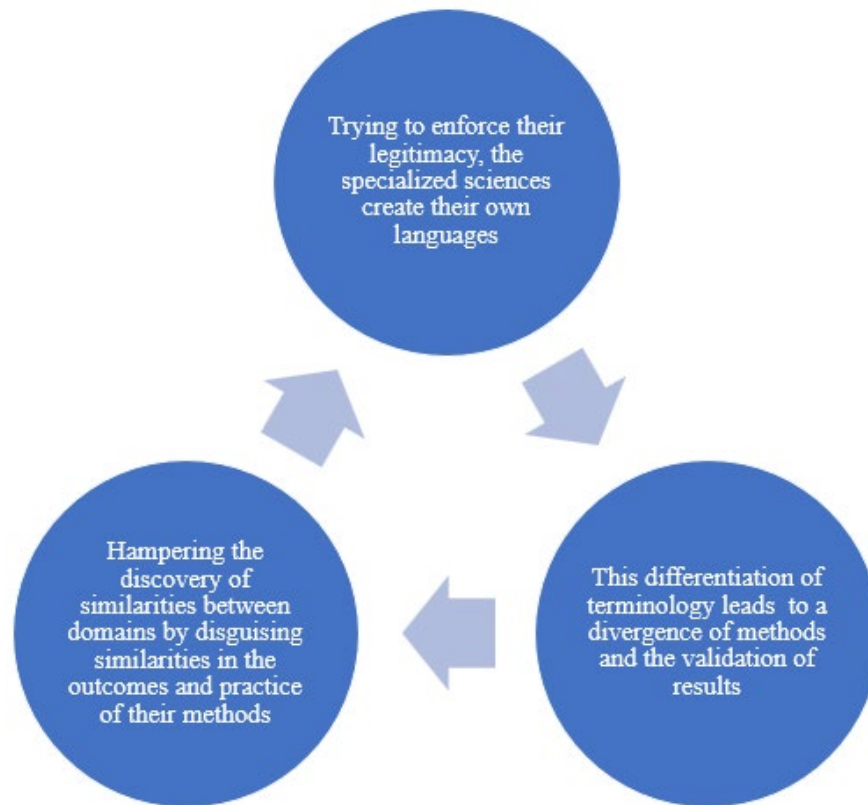 Trying to enforce their
legitimacy, the
specialized sciences
create their own
languages
This differentiation of
terminology leads  to a
divergence of methods
and the validation of
results
Hampering the
discovery of
similarities between
domains by disguising
similarities in the
outcomes and practice
of their methods